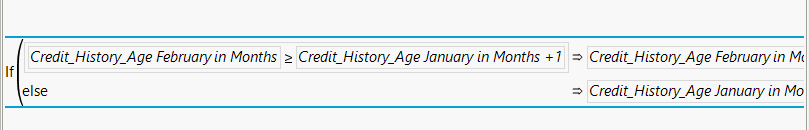 Credit_History_Age February in Months ≥ Credit_History_Age January in Months +1 ⇒ Credit_History_Age February in
If
else ⇒ Credit_History_Age January in